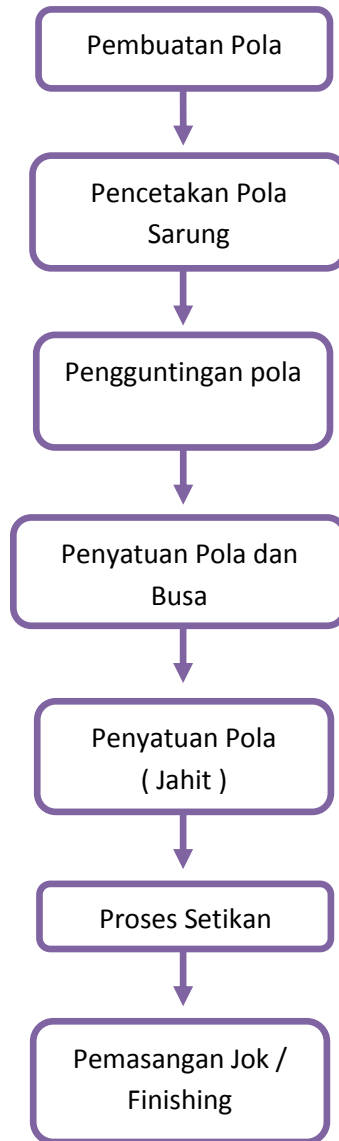 Pembuatan Pola
Pencetakan Pola
Sarung
Pengguntingan pola
Penyatuan Pola dan
Busa
Penyatuan Pola
( Jahit )
Proses Setikan
Pemasangan Jok /
Finishing